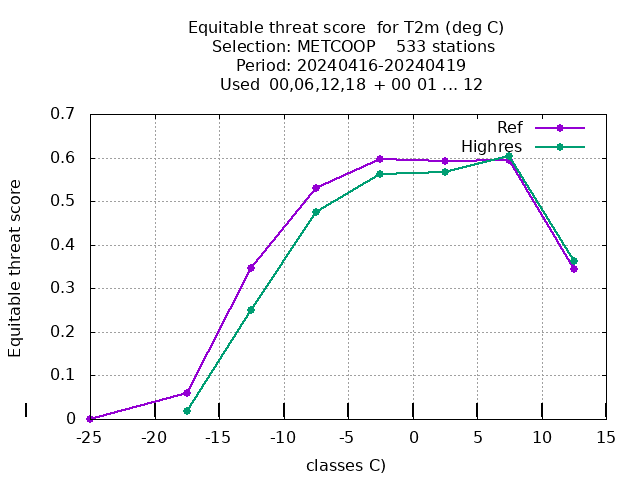 Equitable threat score  for T2m (deg C)
Selection: METCOOP    533 stations
Period: 20240416-20240419
Used  00,06,12,18  + 00 01 ... 12
Ref
Highres
0.7
0.6
0.5
0.4
0.3
0.2
0.1
0
Equitable threat score
-25 -20 -15 -10 -5 0 5 10 15
classes C)